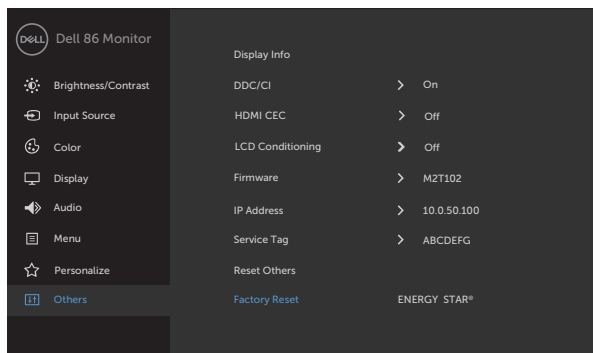 DELL Dell 86 Monitor
Display Info
Brightness/Contrast DDC/CI On
Input Source HDMI CEC Off
Color LCD Conditioning Off
Display Firmware M2T102
Audio IP Address 10.0.50.100
Menu Service Tag ABCDEFG
Personalize Reset Others
Others Factory Reset ENERGY STAR®